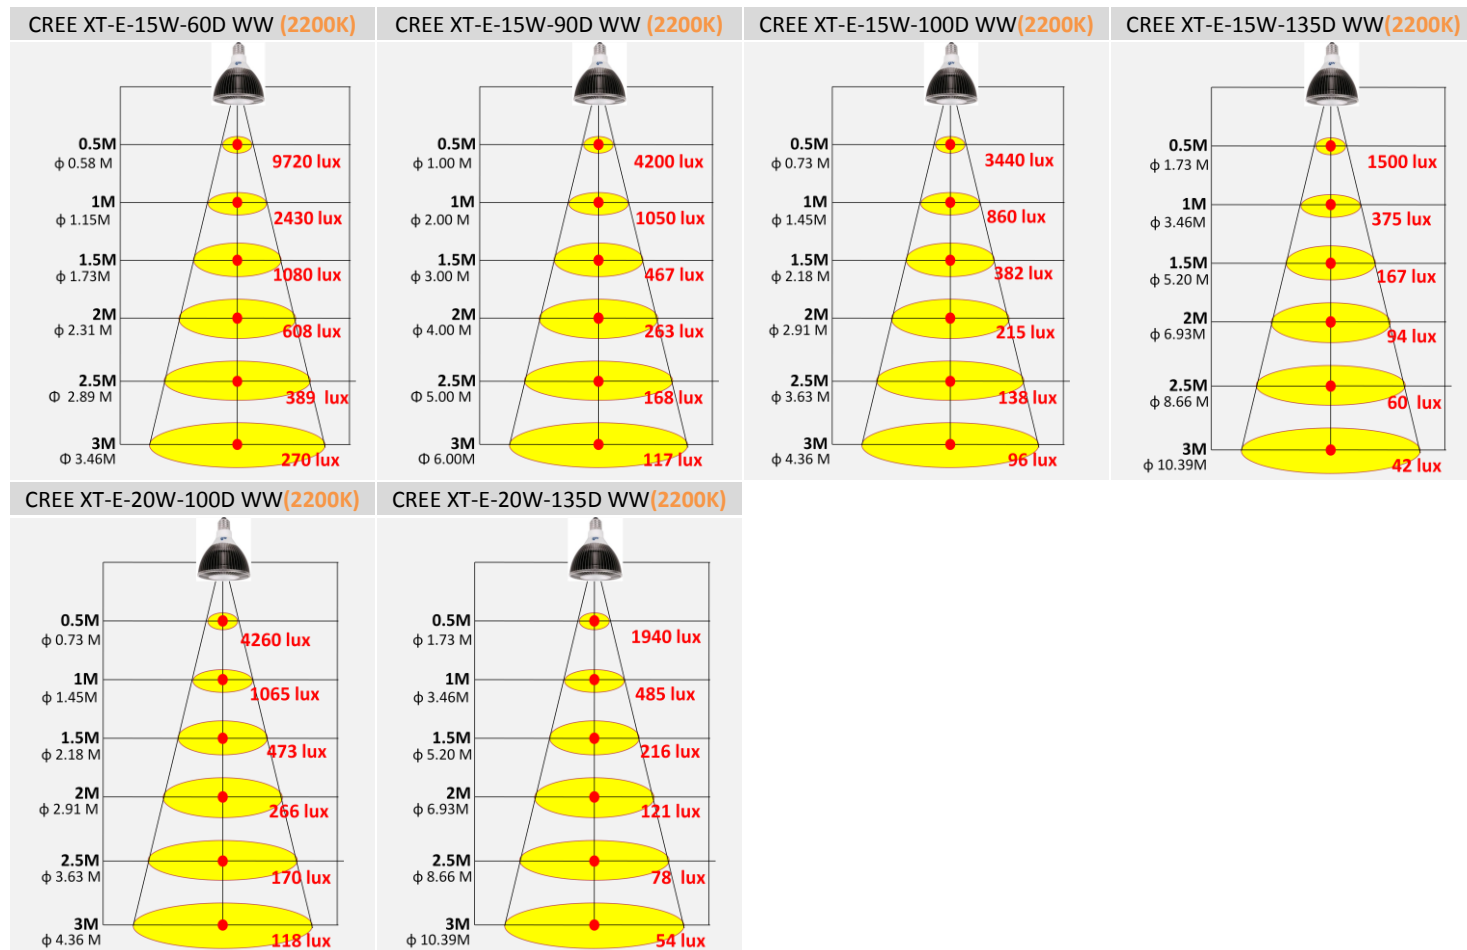 CREE XT-E-15W-60D WW (2200K)
0.5M
ϕ 0.58 M
9720 lux
1M
ϕ 1.15M
2430 lux
1.5M
ϕ 1.73M
1080 lux
2M
ϕ 2.31 M
608 lux
2.5M
Φ 2.89 M
389 lux
3M
Φ 3.46M
270 lux
CREE XT-E-15W-90D WW (2200K)
0.5M
ϕ 1.00 M
4200 lux
1M
ϕ 2.00 M
1050 lux
1.5M
ϕ 3.00 M
467 lux
2M
ϕ 4.00 M
263 lux
2.5M
Φ 5.00 M
168 lux
3M
Φ 6.00M
117 lux
CREE XT-E-15W-100D WW(2200K)
0.5M
ϕ 0.73 M
3440 lux
1M
ϕ 1.45M
860 lux
1.5M
ϕ 2.18 M
382 lux
2M
ϕ 2.91 M
215 lux
2.5M
ϕ 3.63 M
138 lux
3M
ϕ 4.36 M
96 lux
CREE XT-E-15W-135D WW(2200K)
0.5M
ϕ 1.73 M
1500 lux
1M
ϕ 3.46M
375 lux
1.5M
ϕ 5.20 M
167 lux
2M
ϕ 6.93M
94 lux
2.5M
ϕ 8.66 M
60 lux
3M
ϕ 10.39M
42 lux
CREE XT-E-20W-100D WW(2200K)
0.5M
ϕ 0.73 M
4260 lux
1M
ϕ 1.45M
1065 lux
1.5M
ϕ 2.18 M
473 lux
2M
ϕ 2.91 M
266 lux
2.5M
ϕ 3.63 M
170 lux
3M
ϕ 4.36 M
118 lux
CREE XT-E-20W-135D WW(2200K)
0.5M
ϕ 1.73 M
1940 lux
1M
ϕ 3.46M
485 lux
1.5M
ϕ 5.20 M
216 lux
2M
ϕ 6.93M
121 lux
2.5M
ϕ 8.66 M
78 lux
3M
ϕ 10.39M
54 lux